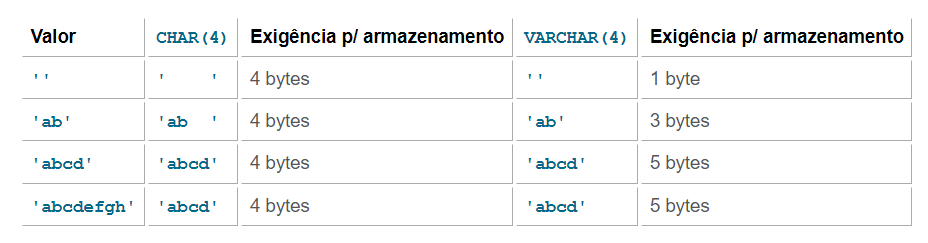 Valor CHAR(4) Exigência p/ armazenamento VARCHAR(4) Exigência p/ armazenamento
'' '    ' 4 bytes '' 1 byte
'ab' 'ab  ' 4 bytes 'ab' 3 bytes
'abcd' 'abcd' 4 bytes 'abcd' 5 bytes
'abcdefgh' 'abcd' 4 bytes 'abcd' 5 bytes